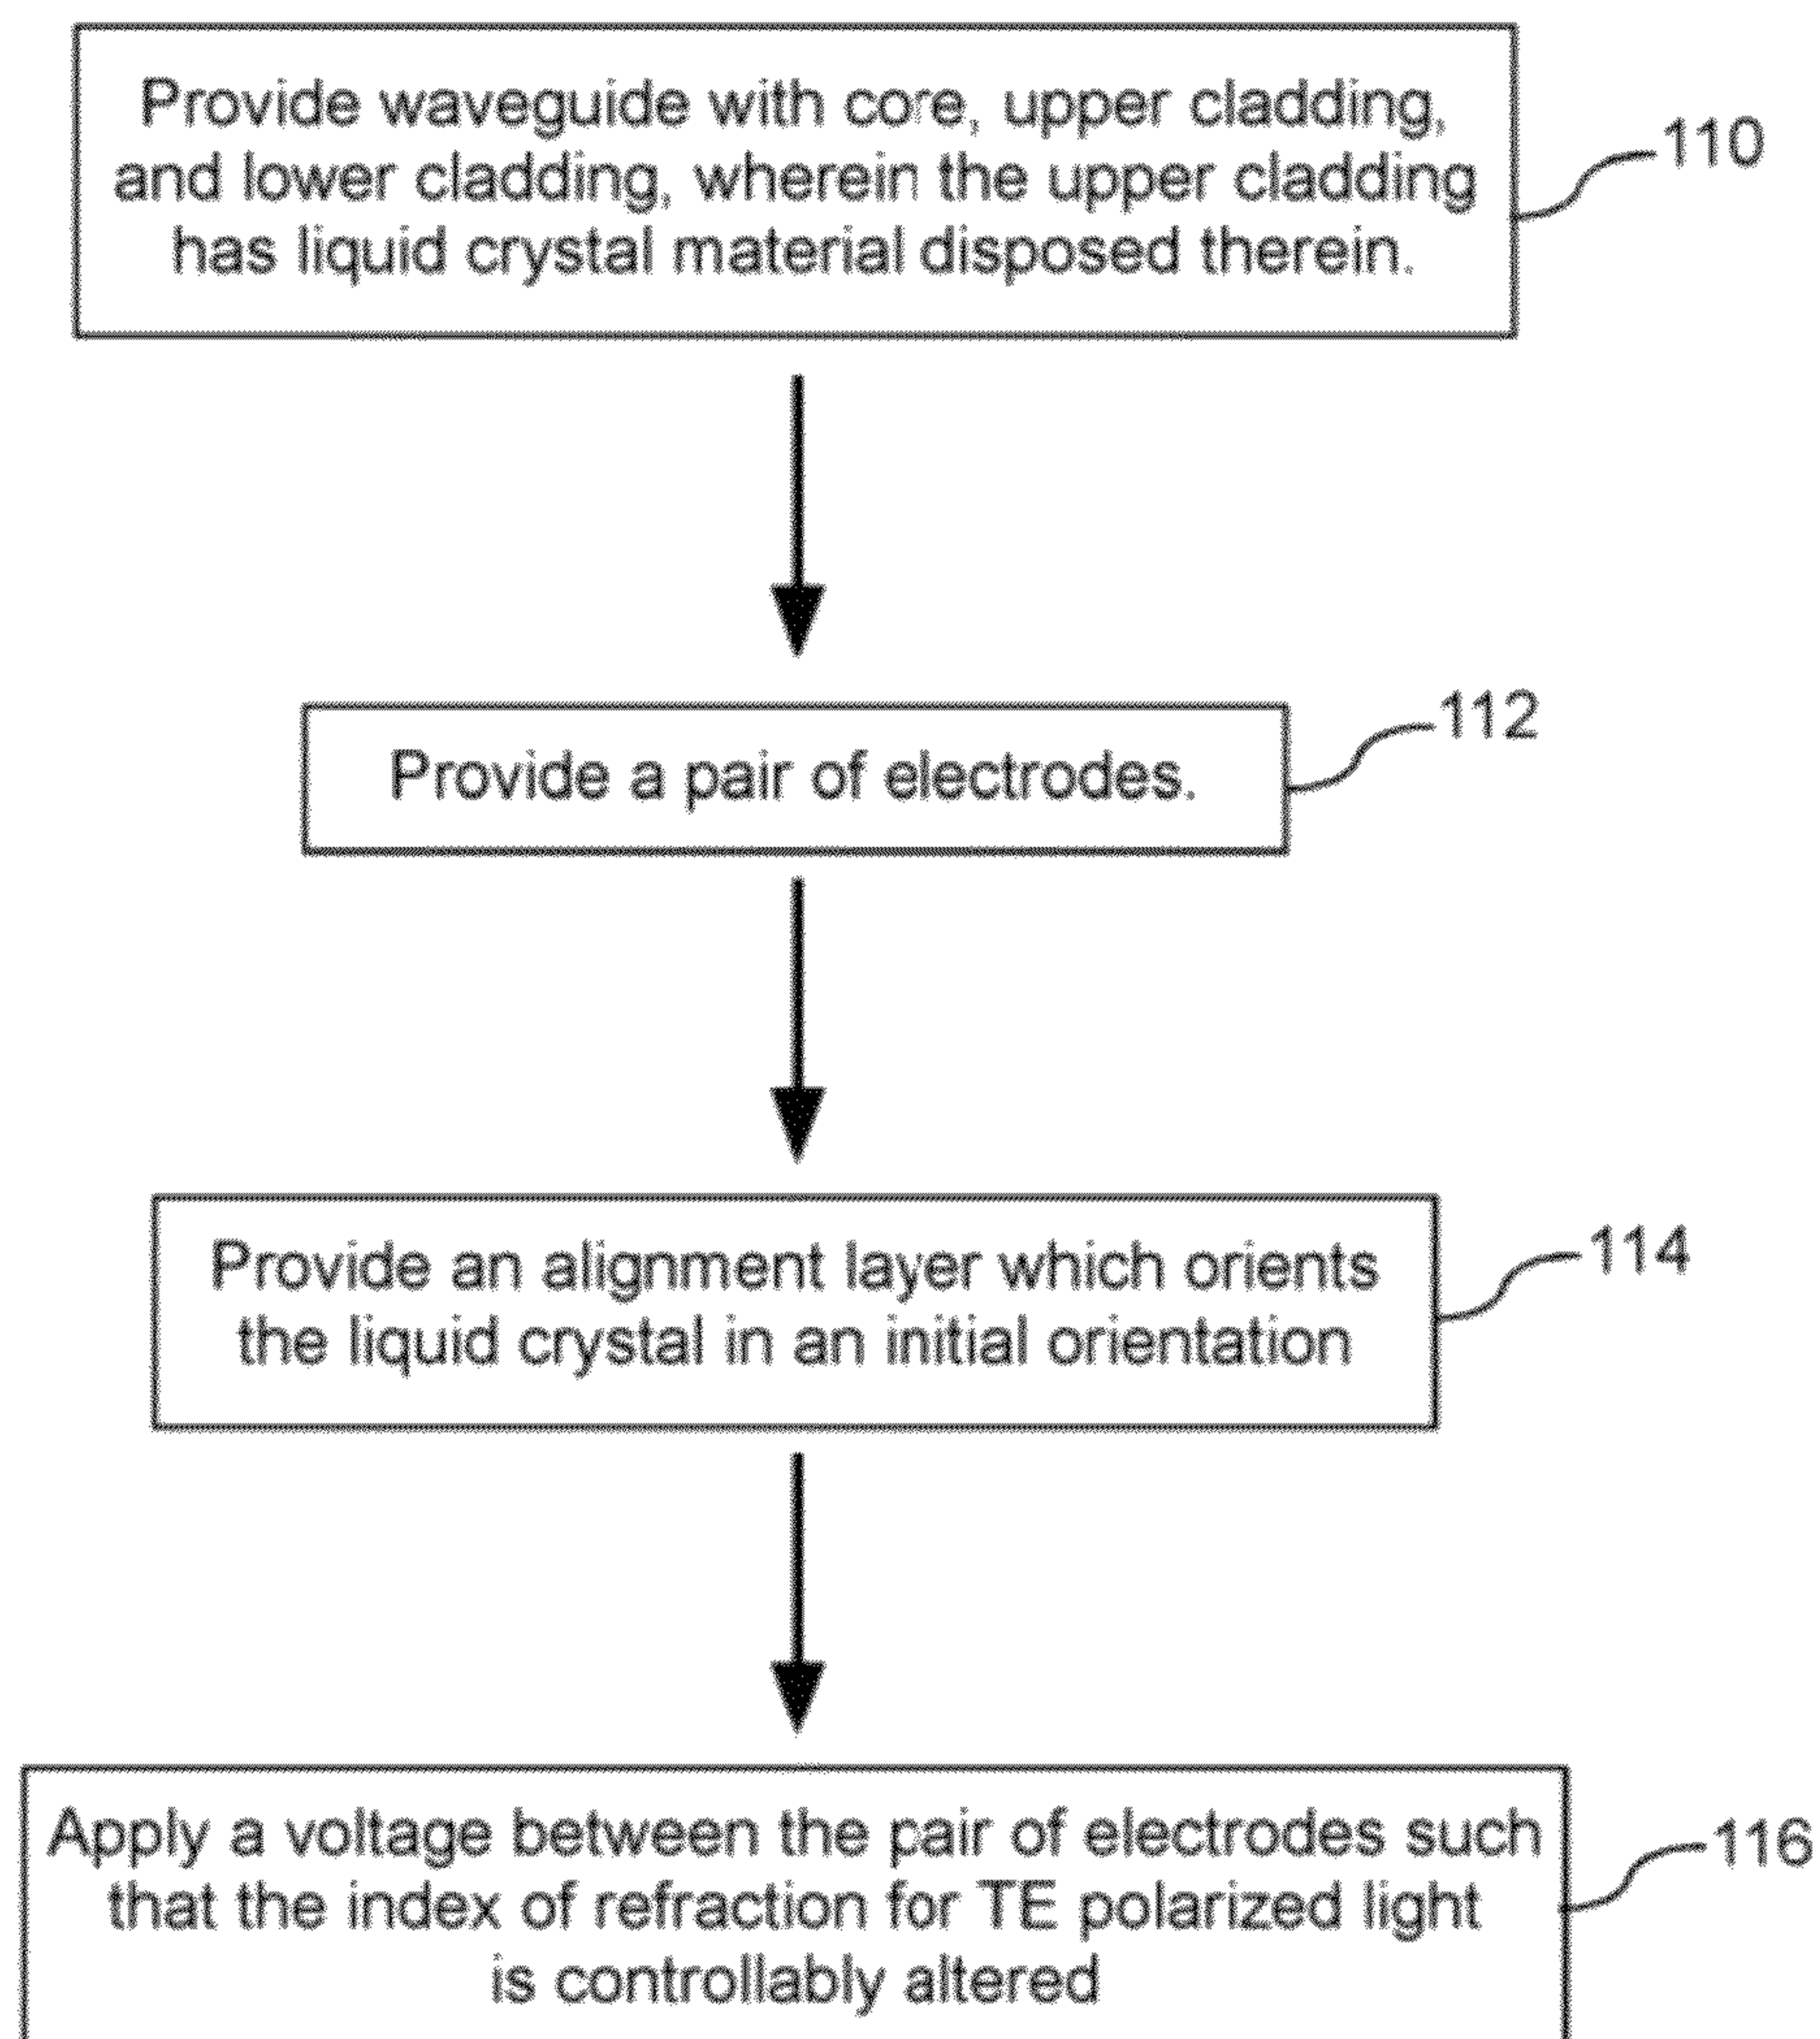 Provide waveguide with core, upper cladding,
and lower cladding, wherein the upper cladding
has liquid crystal material disposed therein.
110
Provide a pair of electrodes.
112
Provide an alignment layer which orients
the liquid crystal in an initial orientation
114
Apply a voltage between the pair of electrodes such
that the index of refraction for TE polarized light
is controllably altered
116